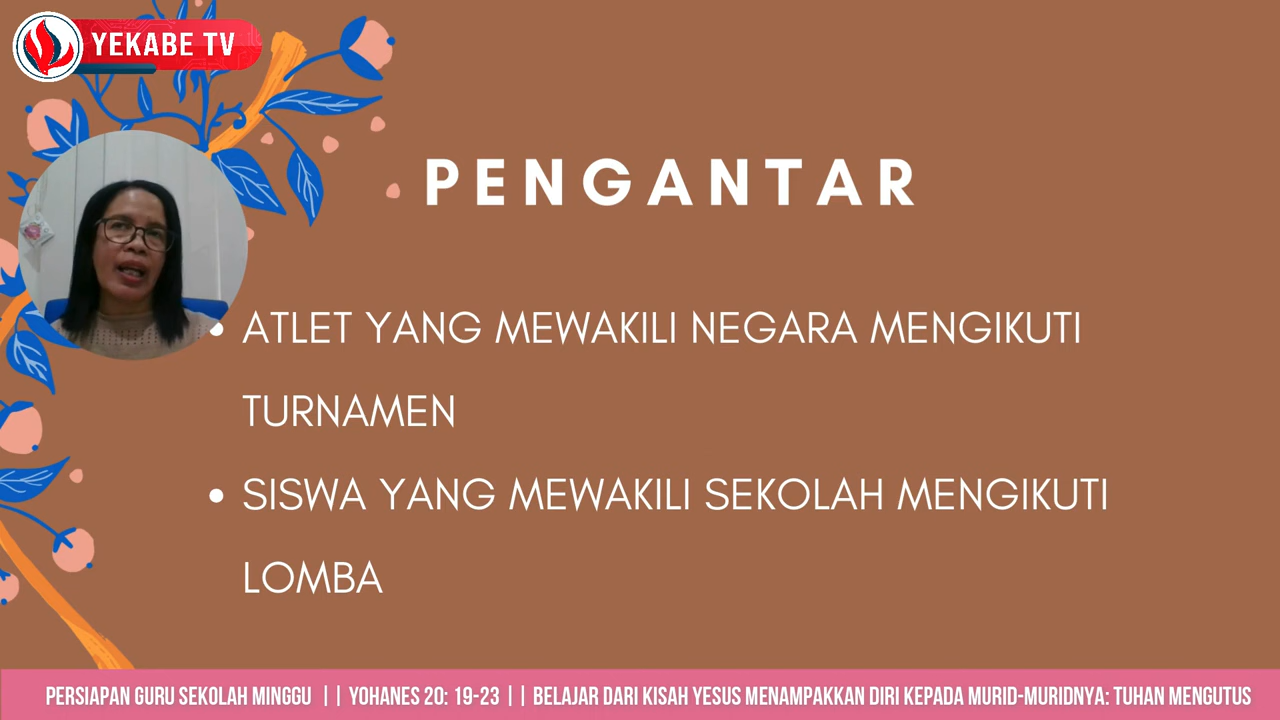 YEKABE TV
PENGANTAR
• ATLET YANG MEWAKILI NEGARA MENGIKUTI
TURNAMEN
• SISWA YANG MEWAKILI SEKOLAH MENGIKUTI
LOMBA
PERSIAPAN GURU SEKOLAH MINGGU || YOHANES 20: 19-23 || BELAJAR DARI KISAH YESUS MENAMPAKKAN DIRI KEPADA MURID-MURIDNYA: TUHAN MENGUTUS